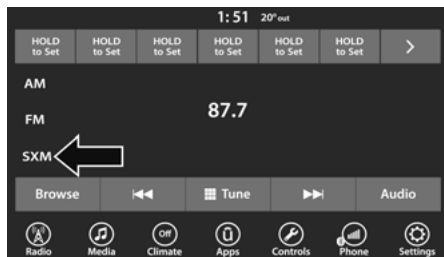 1:51 20° out
HOLD to Set HOLD to Set HOLD to Set HOLD to Set HOLD to Set HOLD to Set >
AM
87.7
FM
SXM
Browse Tune Audio
Off
Radio Media Climate Apps Controls Phone Settings